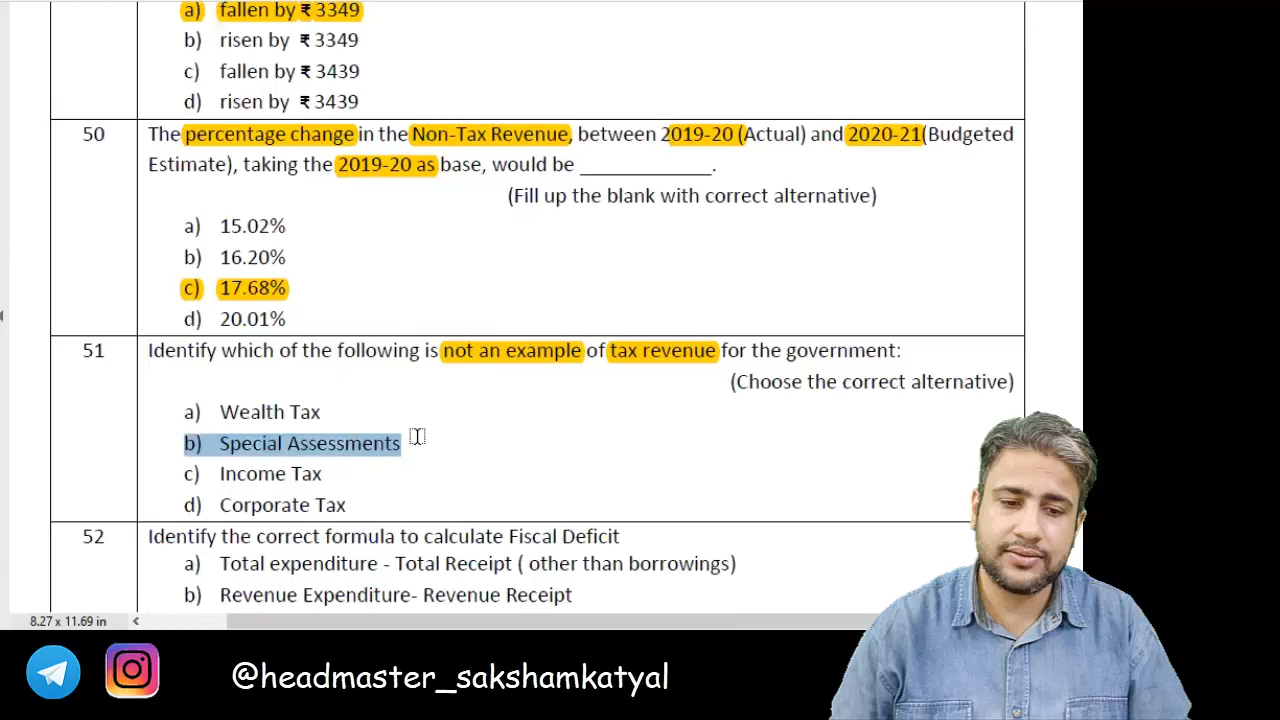 a) fallen by ₹ 3349
b) risen by ₹ 3349
c) fallen by ₹ 3439
d) risen by ₹ 3439
50 The percentage change in the Non-Tax Revenue, between 2019-20 (Actual) and 2020-21(Budgeted
Estimate), taking the 2019-20 as base, would be ____________.
(Fill up the blank with correct alternative)
a) 15.02%
b) 16.20%
c) 17.68%
d) 20.01%
51 Identify which of the following is not an example of tax revenue for the government:
(Choose the correct alternative)
a) Wealth Tax
b) Special Assessments
c) Income Tax
d) Corporate Tax
52 Identify the correct formula to calculate Fiscal Deficit
a) Total expenditure - Total Receipt ( other than borrowings)
b) Revenue Expenditure- Revenue Receipt
8.27 x 11.69 in
@headmaster_sakshamkatyal